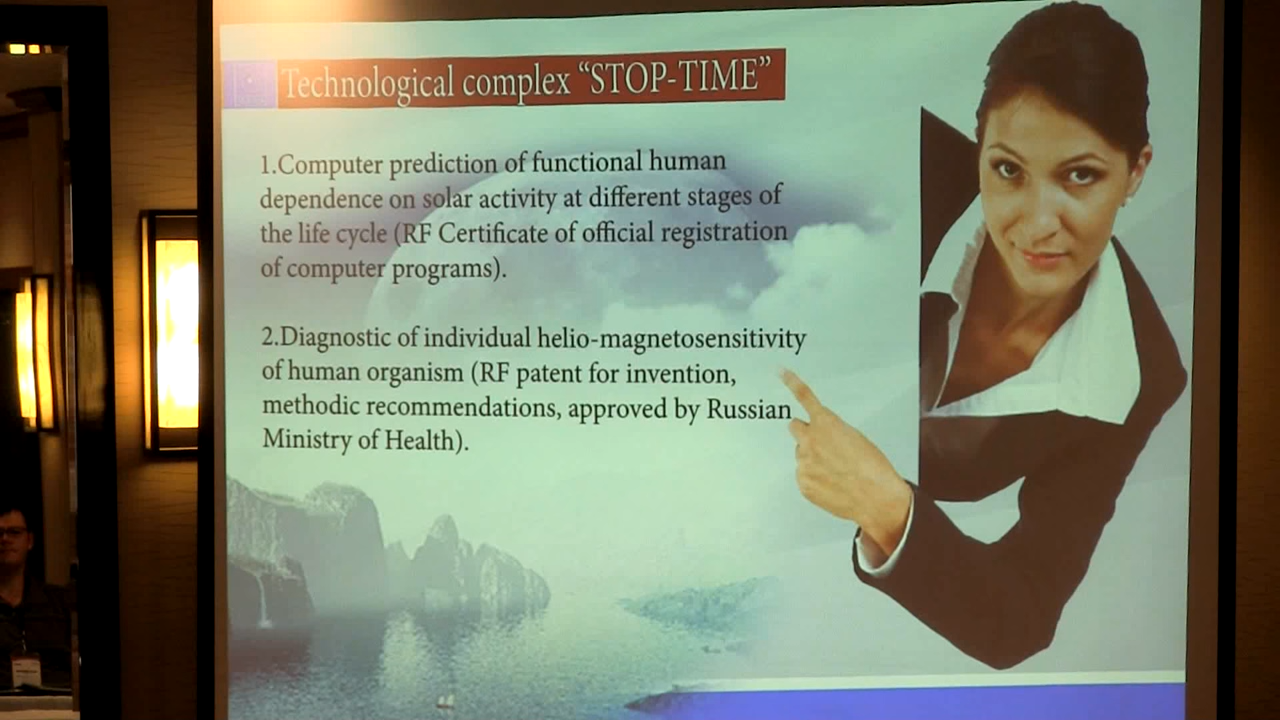 Technological complex “STOP-TIME”
1.Computer prediction of functional human
dependence on solar activity at different stages of
the life cycle (RF Certificate of official registration
of computer programs).
2.Diagnostic of individual helio-magnetosensitivity
of human organism (RF patent for invention,
methodic recommendations, approved by Russian
Ministry of Health).